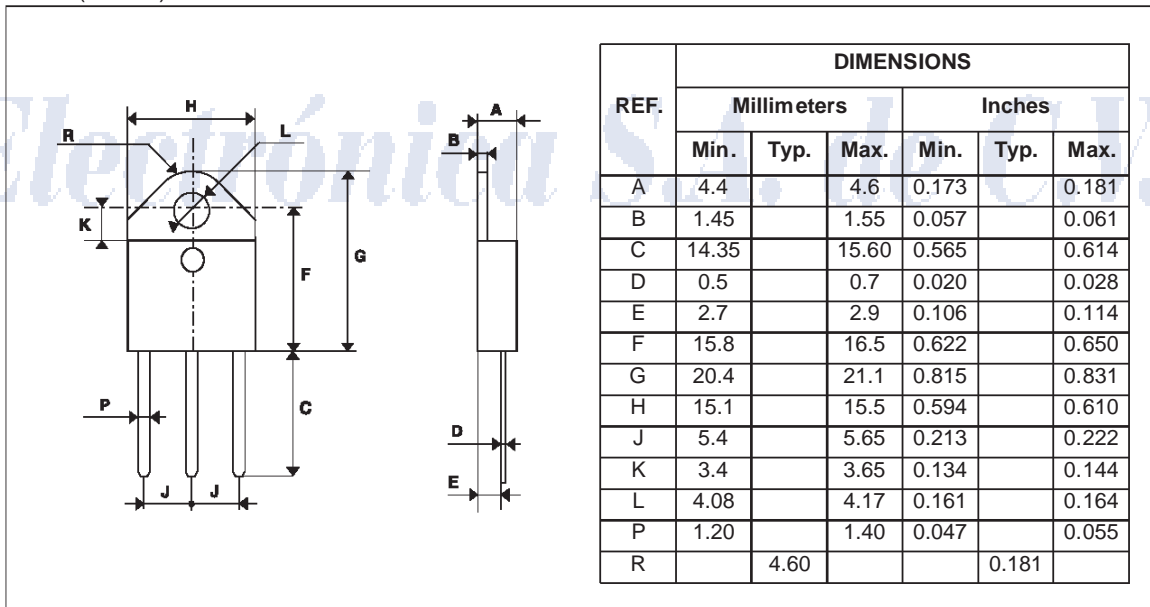 Electrónica S.A. de C.V.
H
A
R
L
B
K
G
F
P
C
D
J
J
E
DIMENSIONS
REF.
Millimeters
Inches
Min. Typ. Max. Min. Typ. Max.
A 4.4 4.6 0.173 0.181
B 1.45 1.55 0.057 0.061
C 14.35 15.60 0.565 0.614
D 0.5 0.7 0.020 0.028
E 2.7 2.9 0.106 0.114
F 15.8 16.5 0.622 0.650
G 20.4 21.1 0.815 0.831
H 15.1 15.5 0.594 0.610
J 5.4 5.65 0.213 0.222
K 3.4 3.65 0.134 0.144
L 4.08 4.17 0.161 0.164
P 1.20 1.40 0.047 0.055
R 4.60 0.181